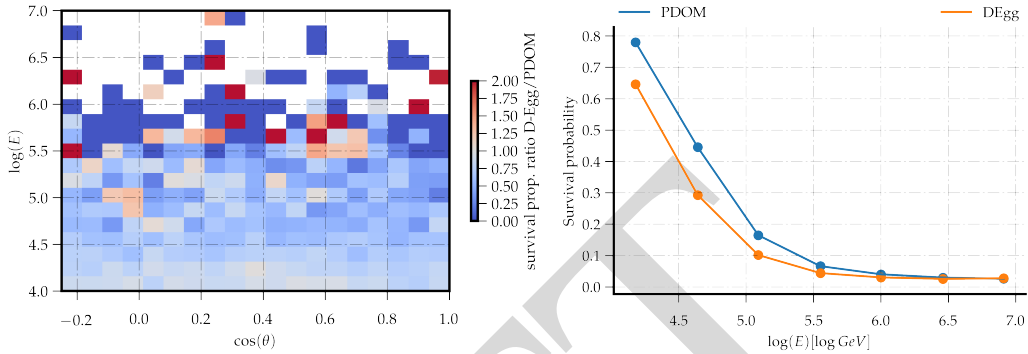 7.0
6.5
6.0
5.5
5.0
4.5
4.0
log(E)
−0.2 0.0 0.2 0.4 0.6 0.8 1.0
cos(θ)
2.00
1.75
1.50
1.25
1.00
0.75
0.50
0.25
0.00
survival prop. ratio D-Egg/PDOM
PDOM DEgg
0.8
0.7
0.6
0.5
0.4
0.3
0.2
0.1
0.0
Survival probability
4.5 5.0 5.5 6.0 6.5 7.0
log(E)[log GeV]
T